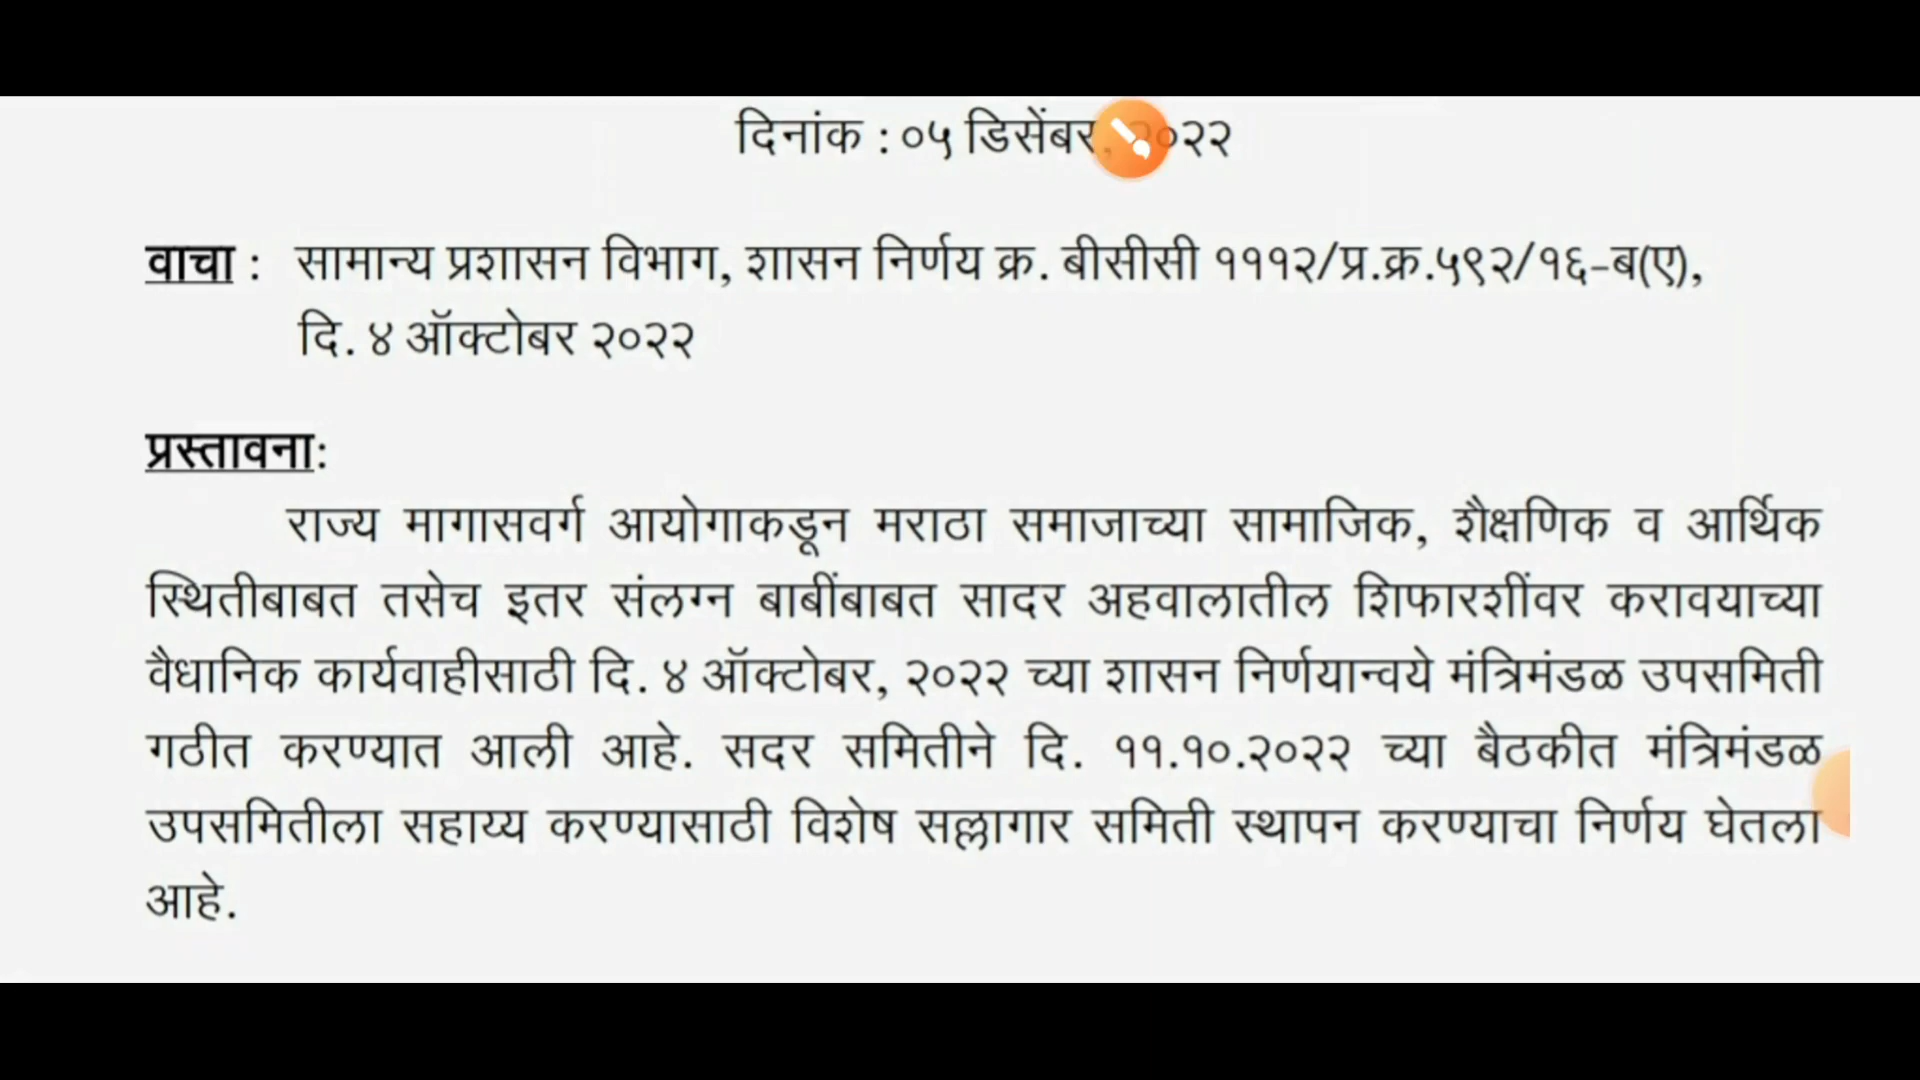 दिनांक : ०५ डिसेंबर, २०२२
वाचा : सामान्य प्रशासन विभाग, शासन निर्णय क्र. बीसीसी १११२/प्र.क्र.५९२/१६-ब(ए),
दि. ४ ऑक्टोबर २०२२
प्रस्तावना:
राज्य मागासवर्ग आयोगाकडून मराठा समाजाच्या सामाजिक, शैक्षणिक व आर्थिक
स्थितीबाबत तसेच इतर संलग्न बाबींबाबत सादर अहवालातील शिफारशींवर करावयाच्या
वैधानिक कार्यवाहीसाठी दि. ४ ऑक्टोबर, २०२२ च्या शासन निर्णयान्वये मंत्रिमंडळ उपसमिती
गठीत करण्यात आली आहे. सदर समितीने दि. ११.१०.२०२२ च्या बैठकीत मंत्रिमंडळ
उपसमितीला सहाय्य करण्यासाठी विशेष सल्लागार समिती स्थापन करण्याचा निर्णय घेतला
आहे.